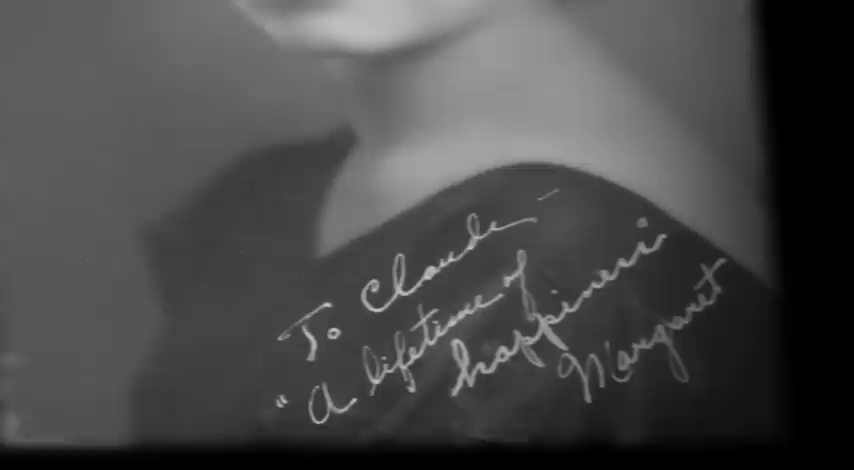 To Claude –
"A lifetime of
happiness"
Margaret